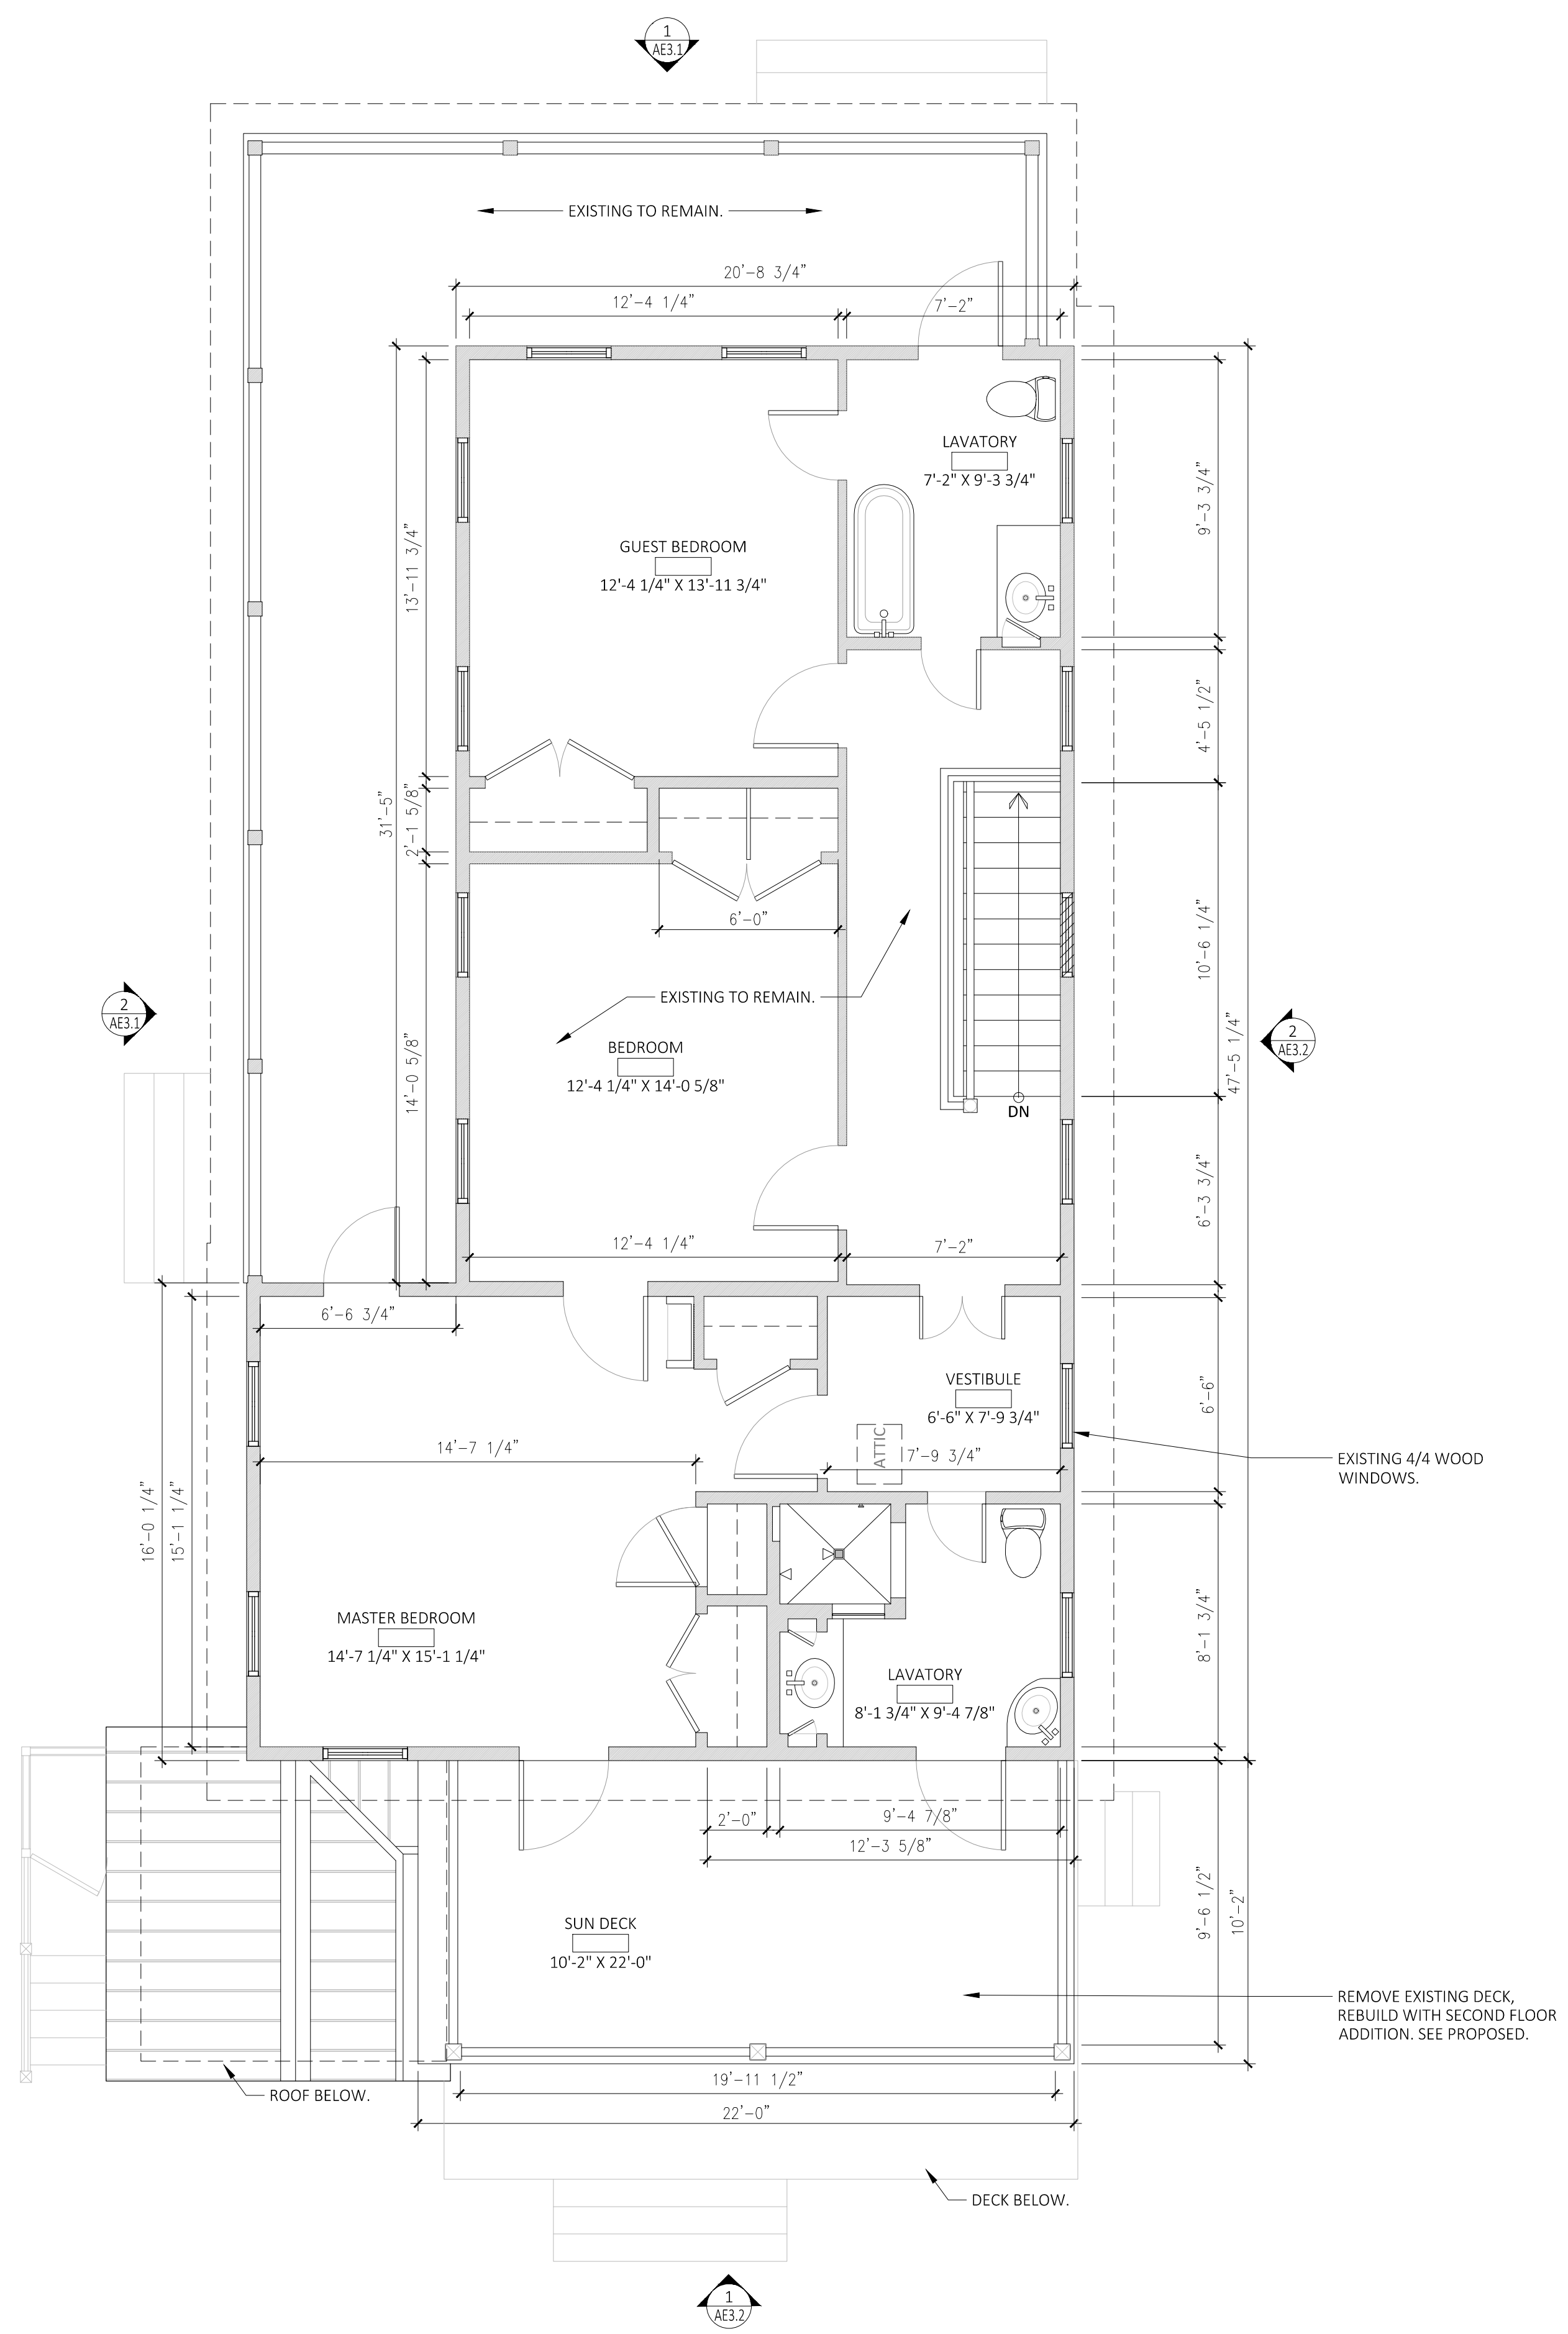 1
AE3.1
EXISTING TO REMAIN.
20'-8 3/4"
12'-4 1/4"
7'-2"
LAVATORY
7'-2" X 9'-3 3/4"
9'-3 3/4"
13'-11 3/4"
GUEST BEDROOM
12'-4 1/4" X 13'-11 3/4"
4'-5 1/2"
31'-5"
2'-1 5/8"
6'-0"
10'-6 1/4"
EXISTING TO REMAIN.
2
AE3.1
47'-5 1/4"
2
AE3.2
14'-0 5/8"
BEDROOM
12'-4 1/4" X 14'-0 5/8"
DN
6'-3 3/4"
12'-4 1/4"
7'-2"
6'-6 3/4"
VESTIBULE
6'-6" X 7'-9 3/4"
6'-6"
ATTIC
14'-7 1/4"
7'-9 3/4"
EXISTING 4/4 WOOD
WINDOWS.
16'-0 1/4"
15'-1 1/4"
MASTER BEDROOM
14'-7 1/4" X 15'-1 1/4"
8'-1 3/4"
LAVATORY
8'-1 3/4" X 9'-4 7/8"
2'-0"
9'-4 7/8"
12'-3 5/8"
9'-6 1/2"
10'-2"
SUN DECK
10'-2" X 22'-0"
REMOVE EXISTING DECK,
REBUILD WITH SECOND FLOOR
ADDITION. SEE PROPOSED.
ROOF BELOW.
19'-11 1/2"
22'-0"
DECK BELOW.
1
AE3.2